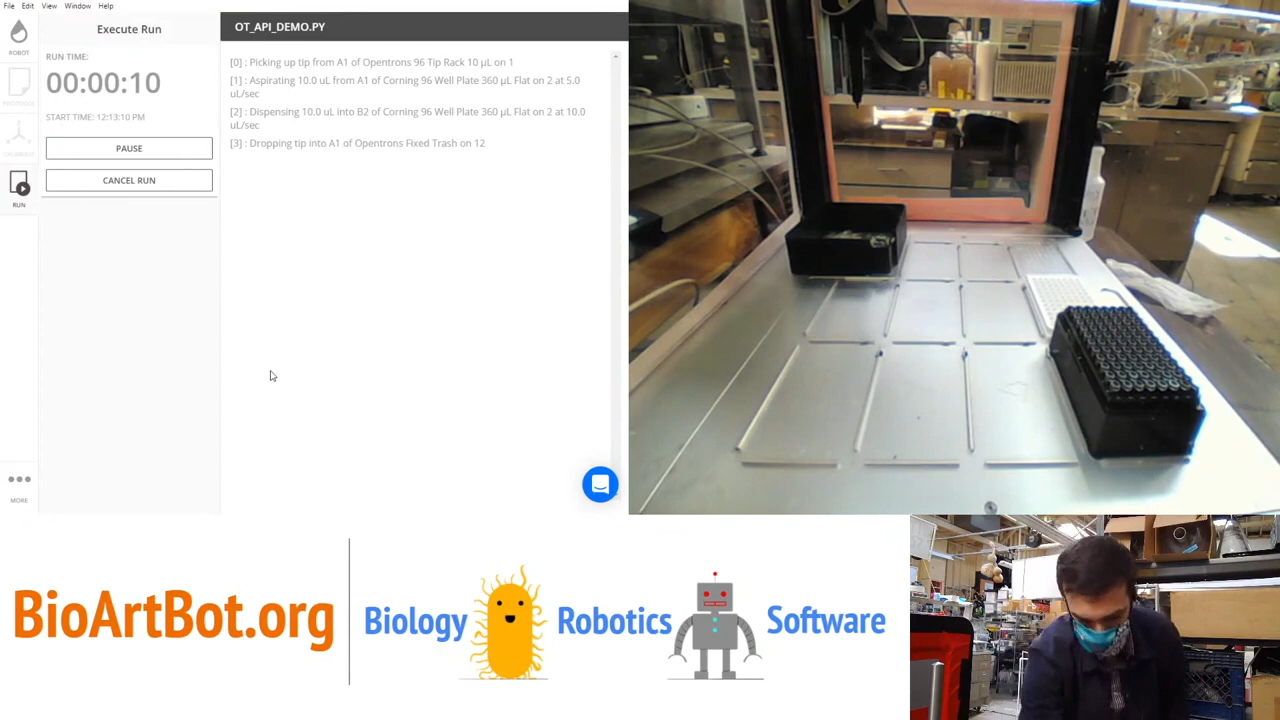 File Edit View Window Help
ROBOT
RUN
MORE
Execute Run
RUN TIME:
00:00:10
START TIME: 12:13:10 PM
PAUSE
CANCEL RUN
OT_API_DEMO.PY
[0] : Picking up tip from A1 of Opentrons 96 Tip Rack 10 µL on 1
[1] : Aspirating 10.0 uL from A1 of Corning 96 Well Plate 360 µL Flat on 2 at 5.0
uL/sec
[2] : Dispensing 10.0 uL into B2 of Corning 96 Well Plate 360 µL Flat on 2 at 10.0
uL/sec
[3] : Dropping tip into A1 of Opentrons Fixed Trash on 12
BioArtBot.org
Biology Robotics Software